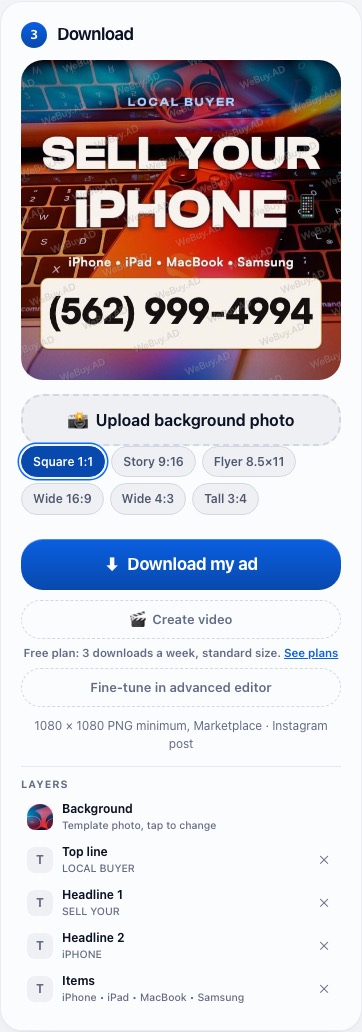 3 Download
LOCAL BUYER
SELL YOUR
iPHONE
iPhone • iPad • MacBook • Samsung
(562) 999-4994
WeBuy.AD
Upload background photo
Square 1:1 Story 9:16 Flyer 8.5×11
Wide 16:9 Wide 4:3 Tall 3:4
Download my ad
Create video
Free plan: 3 downloads a week, standard size. See plans
Fine-tune in advanced editor
1080 × 1080 PNG minimum, Marketplace · Instagram
post
LAYERS
Background
Template photo, tap to change
T Top line
LOCAL BUYER
T Headline 1
SELL YOUR
T Headline 2
iPHONE
T Items
iPhone • iPad • MacBook • Samsung